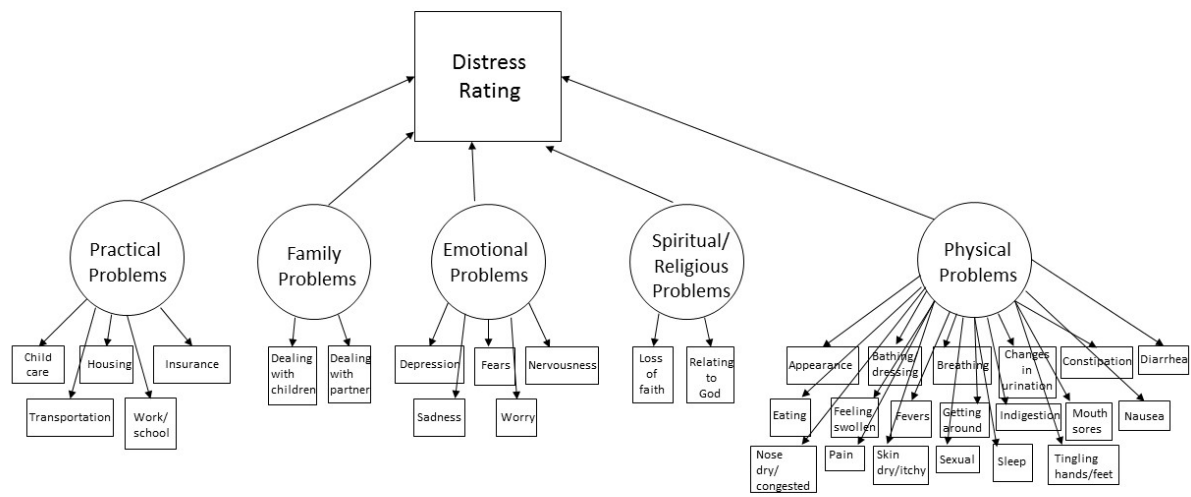 Distress
Rating
Practical
Problems
Family
Problems
Emotional
Problems
Spiritual/
Religious
Problems
Physical
Problems
Child
care
Housing
Insurance
Transportation
Work/
school
Dealing
with
children
Dealing
with
partner
Depression
Fears
Nervousness
Sadness
Worry
Loss
of
faith
Relating
to
God
Appearance
Bathing/
dressing
Breathing
Changes
in
urination
Constipation
Diarrhea
Eating
Feeling
swollen
Fevers
Getting
around
Indigestion
Mouth
sores
Nausea
Nose
dry/
congested
Pain
Skin
dry/itchy
Sexual
Sleep
Tingling
hands/feet